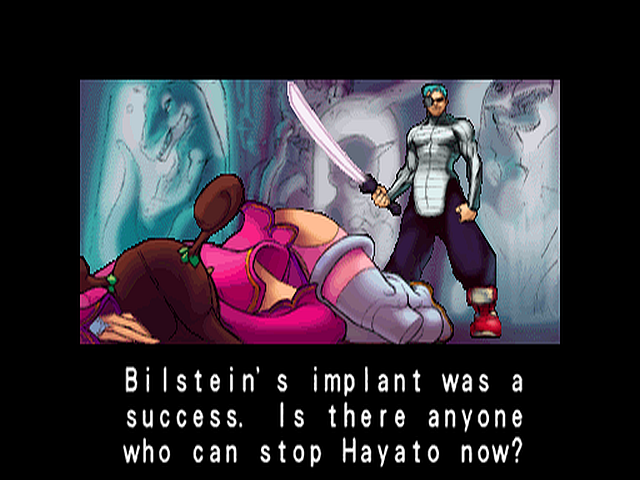 Bilstein's implant was a
success. Is there anyone
who can stop Hayato now?